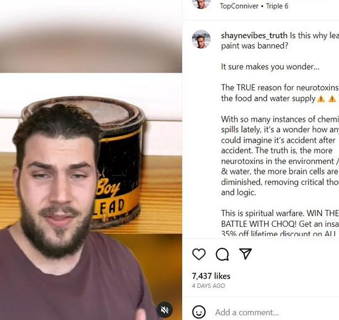 TopConniver • Triple 6
shaynevibes_truth Is this why lea
paint was banned?
It sure makes you wonder...
The TRUE reason for neurotoxins
the food and water supply⚠️⚠️
With so many instances of chemi
spills lately, it's a wonder how an
could imagine it's accident after
accident. The truth is, the more
neurotoxins in the environment /
& water, the more brain cells are
diminished, removing critical tho
and logic.
This is spiritual warfare. WIN THE
BATTLE WITH CHOQ! Get an insa
35% off lifetime discount on ALL
Boy
LEAD
7,437 likes
4 DAYS AGO
Add a comment...